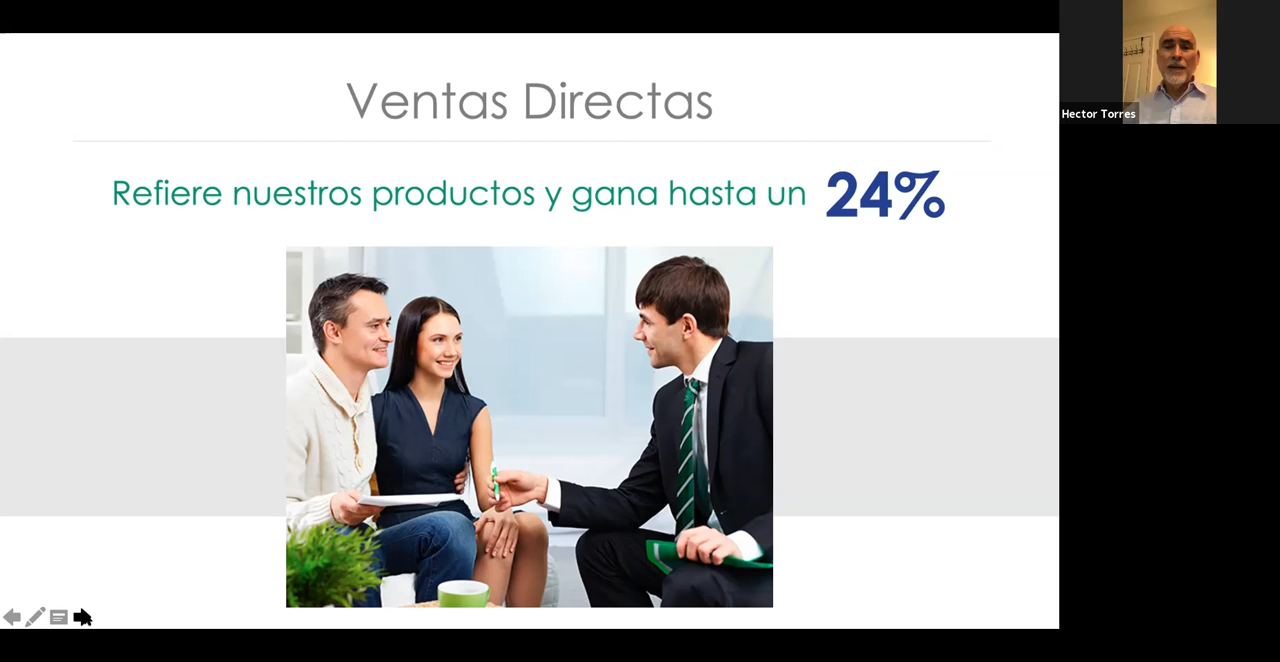 Ventas Directas
Refiere nuestros productos y gana hasta un 24%
Hector Torres